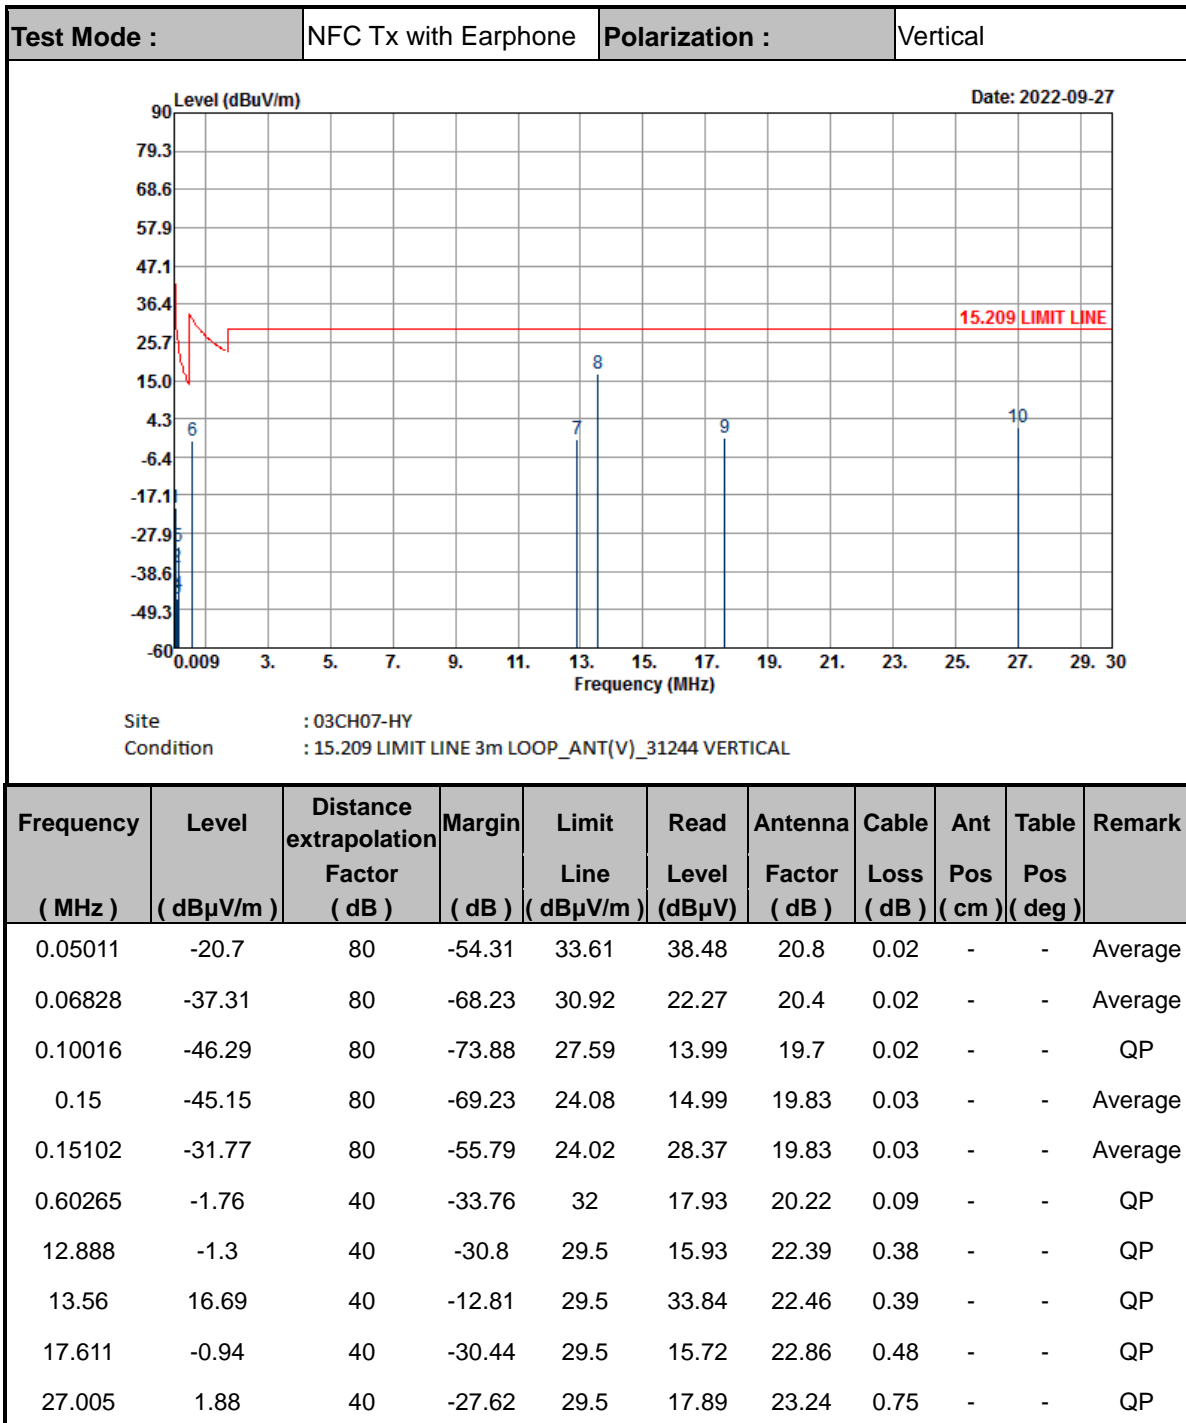 Test Mode : NFC Tx with Earphone Polarization : Vertical
Level (dBuV/m) Date: 2022-09-27
90
79.3
68.6
57.9
47.1
36.4
15.209 LIMIT LINE
25.7
8
15.0
4.3
6 7 9 10
-6.4
-17.1
-27.9
-38.6
-49.3
-60
0.009 3. 5. 7. 9. 11. 13. 15. 17. 19. 21. 23. 25. 27. 29. 30
Frequency (MHz)
Site : 03CH07-HY
Condition : 15.209 LIMIT LINE 3m LOOP_ANT(V)_31244 VERTICAL
Frequency Level Distance extrapolation Margin Limit Read Antenna Cable Ant Table Remark
Factor Line Level Factor Loss Pos Pos
( MHz ) ( dBµV/m ) ( dB ) ( dB ) ( dBµV/m ) (dBµV) ( dB ) ( dB ) ( cm ) ( deg )
0.05011 -20.7 80 -54.31 33.61 38.48 20.8 0.02 - - Average
0.06828 -37.31 80 -68.23 30.92 22.27 20.4 0.02 - - Average
0.10016 -46.29 80 -73.88 27.59 13.99 19.7 0.02 - - QP
0.15 -45.15 80 -69.23 24.08 14.99 19.83 0.03 - - Average
0.15102 -31.77 80 -55.79 24.02 28.37 19.83 0.03 - - Average
0.60265 -1.76 40 -33.76 32 17.93 20.22 0.09 - - QP
12.888 -1.3 40 -30.8 29.5 15.93 22.39 0.38 - - QP
13.56 16.69 40 -12.81 29.5 33.84 22.46 0.39 - - QP
17.611 -0.94 40 -30.44 29.5 15.72 22.86 0.48 - - QP
27.005 1.88 40 -27.62 29.5 17.89 23.24 0.75 - - QP